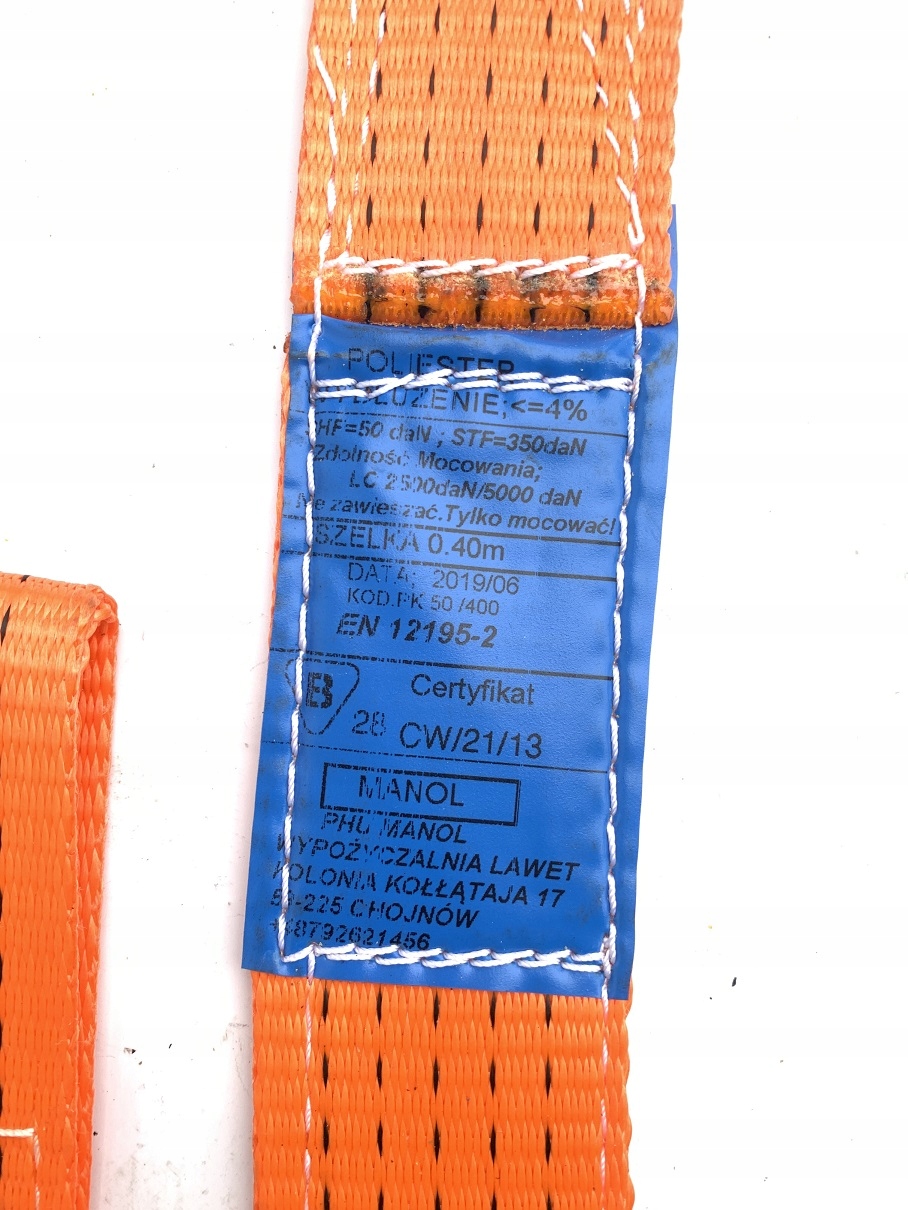 POLIESTER
WYDŁUŻENIE;<=4%
SHF=50 daN ; STF=350daN
Zdolność Mocowania;
LC 2500daN/5000 daN
Nie zawieszać.Tylko mocować!
SZELKA 0.40m
DATA; 2019/06
KOD.PK 50 /400
EN 12195-2
B
Certyfikat
28 CW/21/13
MANOL
PHU MANOL
WYPOŻYCZALNIA LAWET
KOLONIA KOŁŁĄTAJA 17
59-225 CHOJNÓW
+48792621456